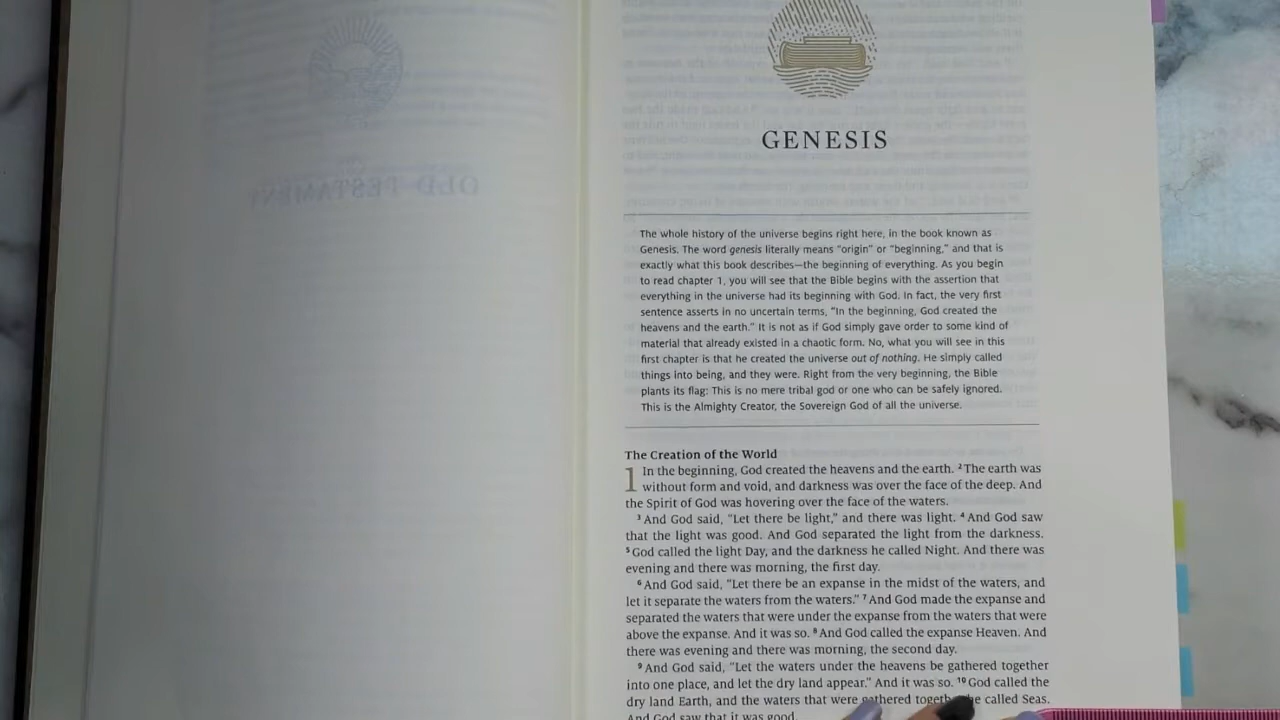 OLD TESTAMENT
GENESIS
The whole history of the universe begins right here, in the book known as
Genesis. The word genesis literally means “origin” or “beginning,” and that is
exactly what this book describes—the beginning of everything. As you begin
to read chapter 1, you will see that the Bible begins with the assertion that
everything in the universe had its beginning with God. In fact, the very first
sentence asserts in no uncertain terms, “In the beginning, God created the
heavens and the earth.” It is not as if God simply gave order to some kind of
material that already existed in a chaotic form. No, what you will see in this
first chapter is that he created the universe out of nothing. He simply called
things into being, and they were. Right from the very beginning, the Bible
plants its flag: This is no mere tribal god or one who can be safely ignored.
This is the Almighty Creator, the Sovereign God of all the universe.
The Creation of the World
1 In the beginning, God created the heavens and the earth. 2 The earth was
without form and void, and darkness was over the face of the deep. And
the Spirit of God was hovering over the face of the waters.
3 And God said, “Let there be light,” and there was light. 4 And God saw
that the light was good. And God separated the light from the darkness.
5 God called the light Day, and the darkness he called Night. And there was
evening and there was morning, the first day.
6 And God said, “Let there be an expanse in the midst of the waters, and
let it separate the waters from the waters.” 7 And God made the expanse and
separated the waters that were under the expanse from the waters that were
above the expanse. And it was so. 8 And God called the expanse Heaven. And
there was evening and there was morning, the second day.
9 And God said, “Let the waters under the heavens be gathered together
into one place, and let the dry land appear.” And it was so. 10 God called the
dry land Earth, and the waters that were gathered together he called Seas.
And God saw that it was good.